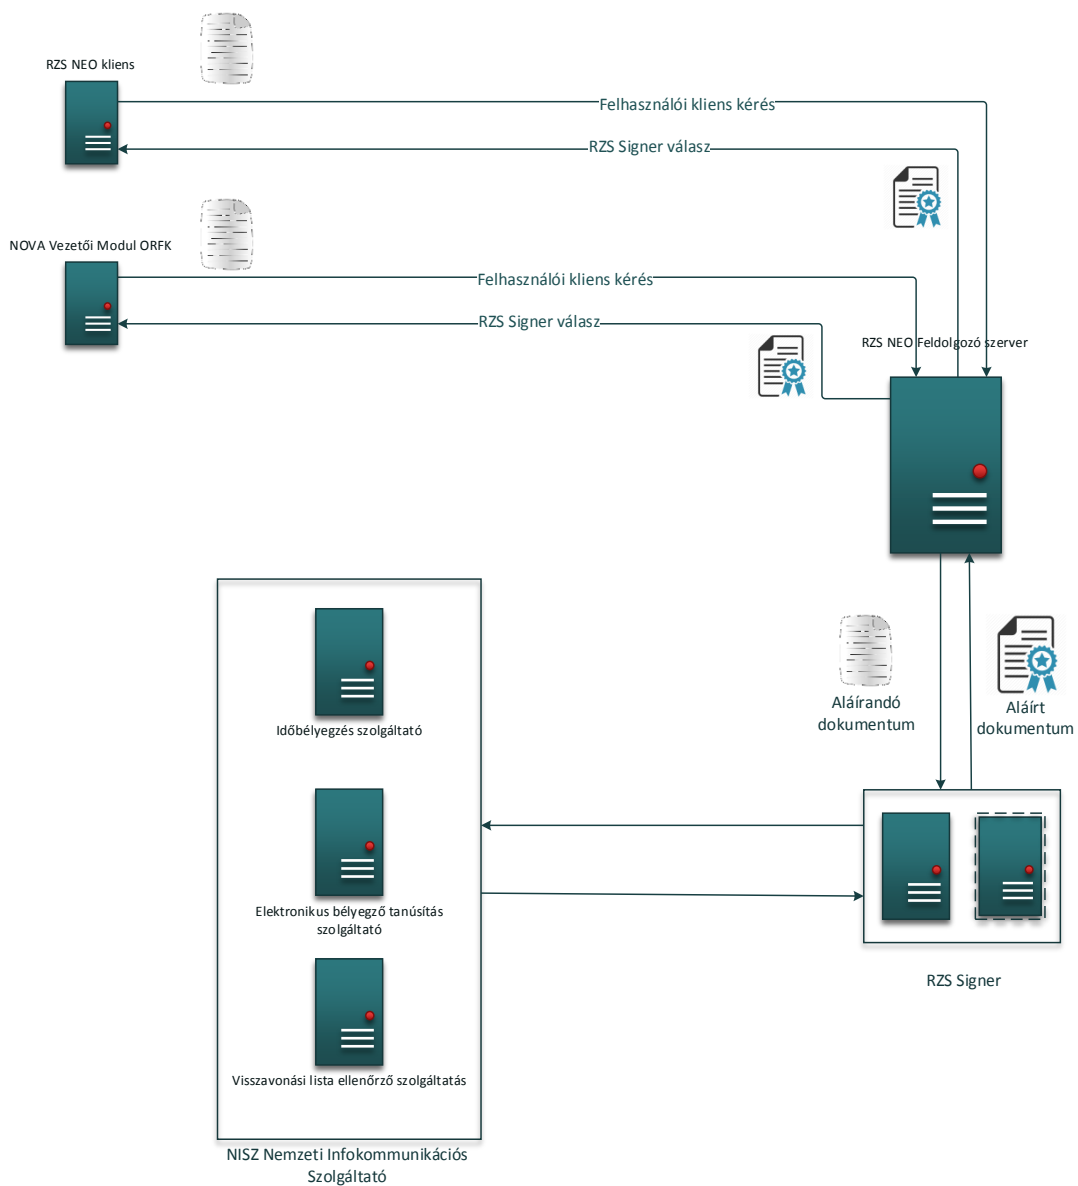 RZS NEO kliens
Felhasználói kliens kérés
RZS Signer válasz
NOVA Vezetői Modul ORFK
Felhasználói kliens kérés
RZS Signer válasz
RZS NEO Feldolgozó szerver
Aláírandó
dokumentum
Aláírt
dokumentum
Időbélyegzés szolgáltató
Elektronikus bélyegző tanúsítás
szolgáltató
Visszavonási lista ellenőrző szolgáltatás
RZS Signer
NISZ Nemzeti Infokommunikációs
Szolgáltató